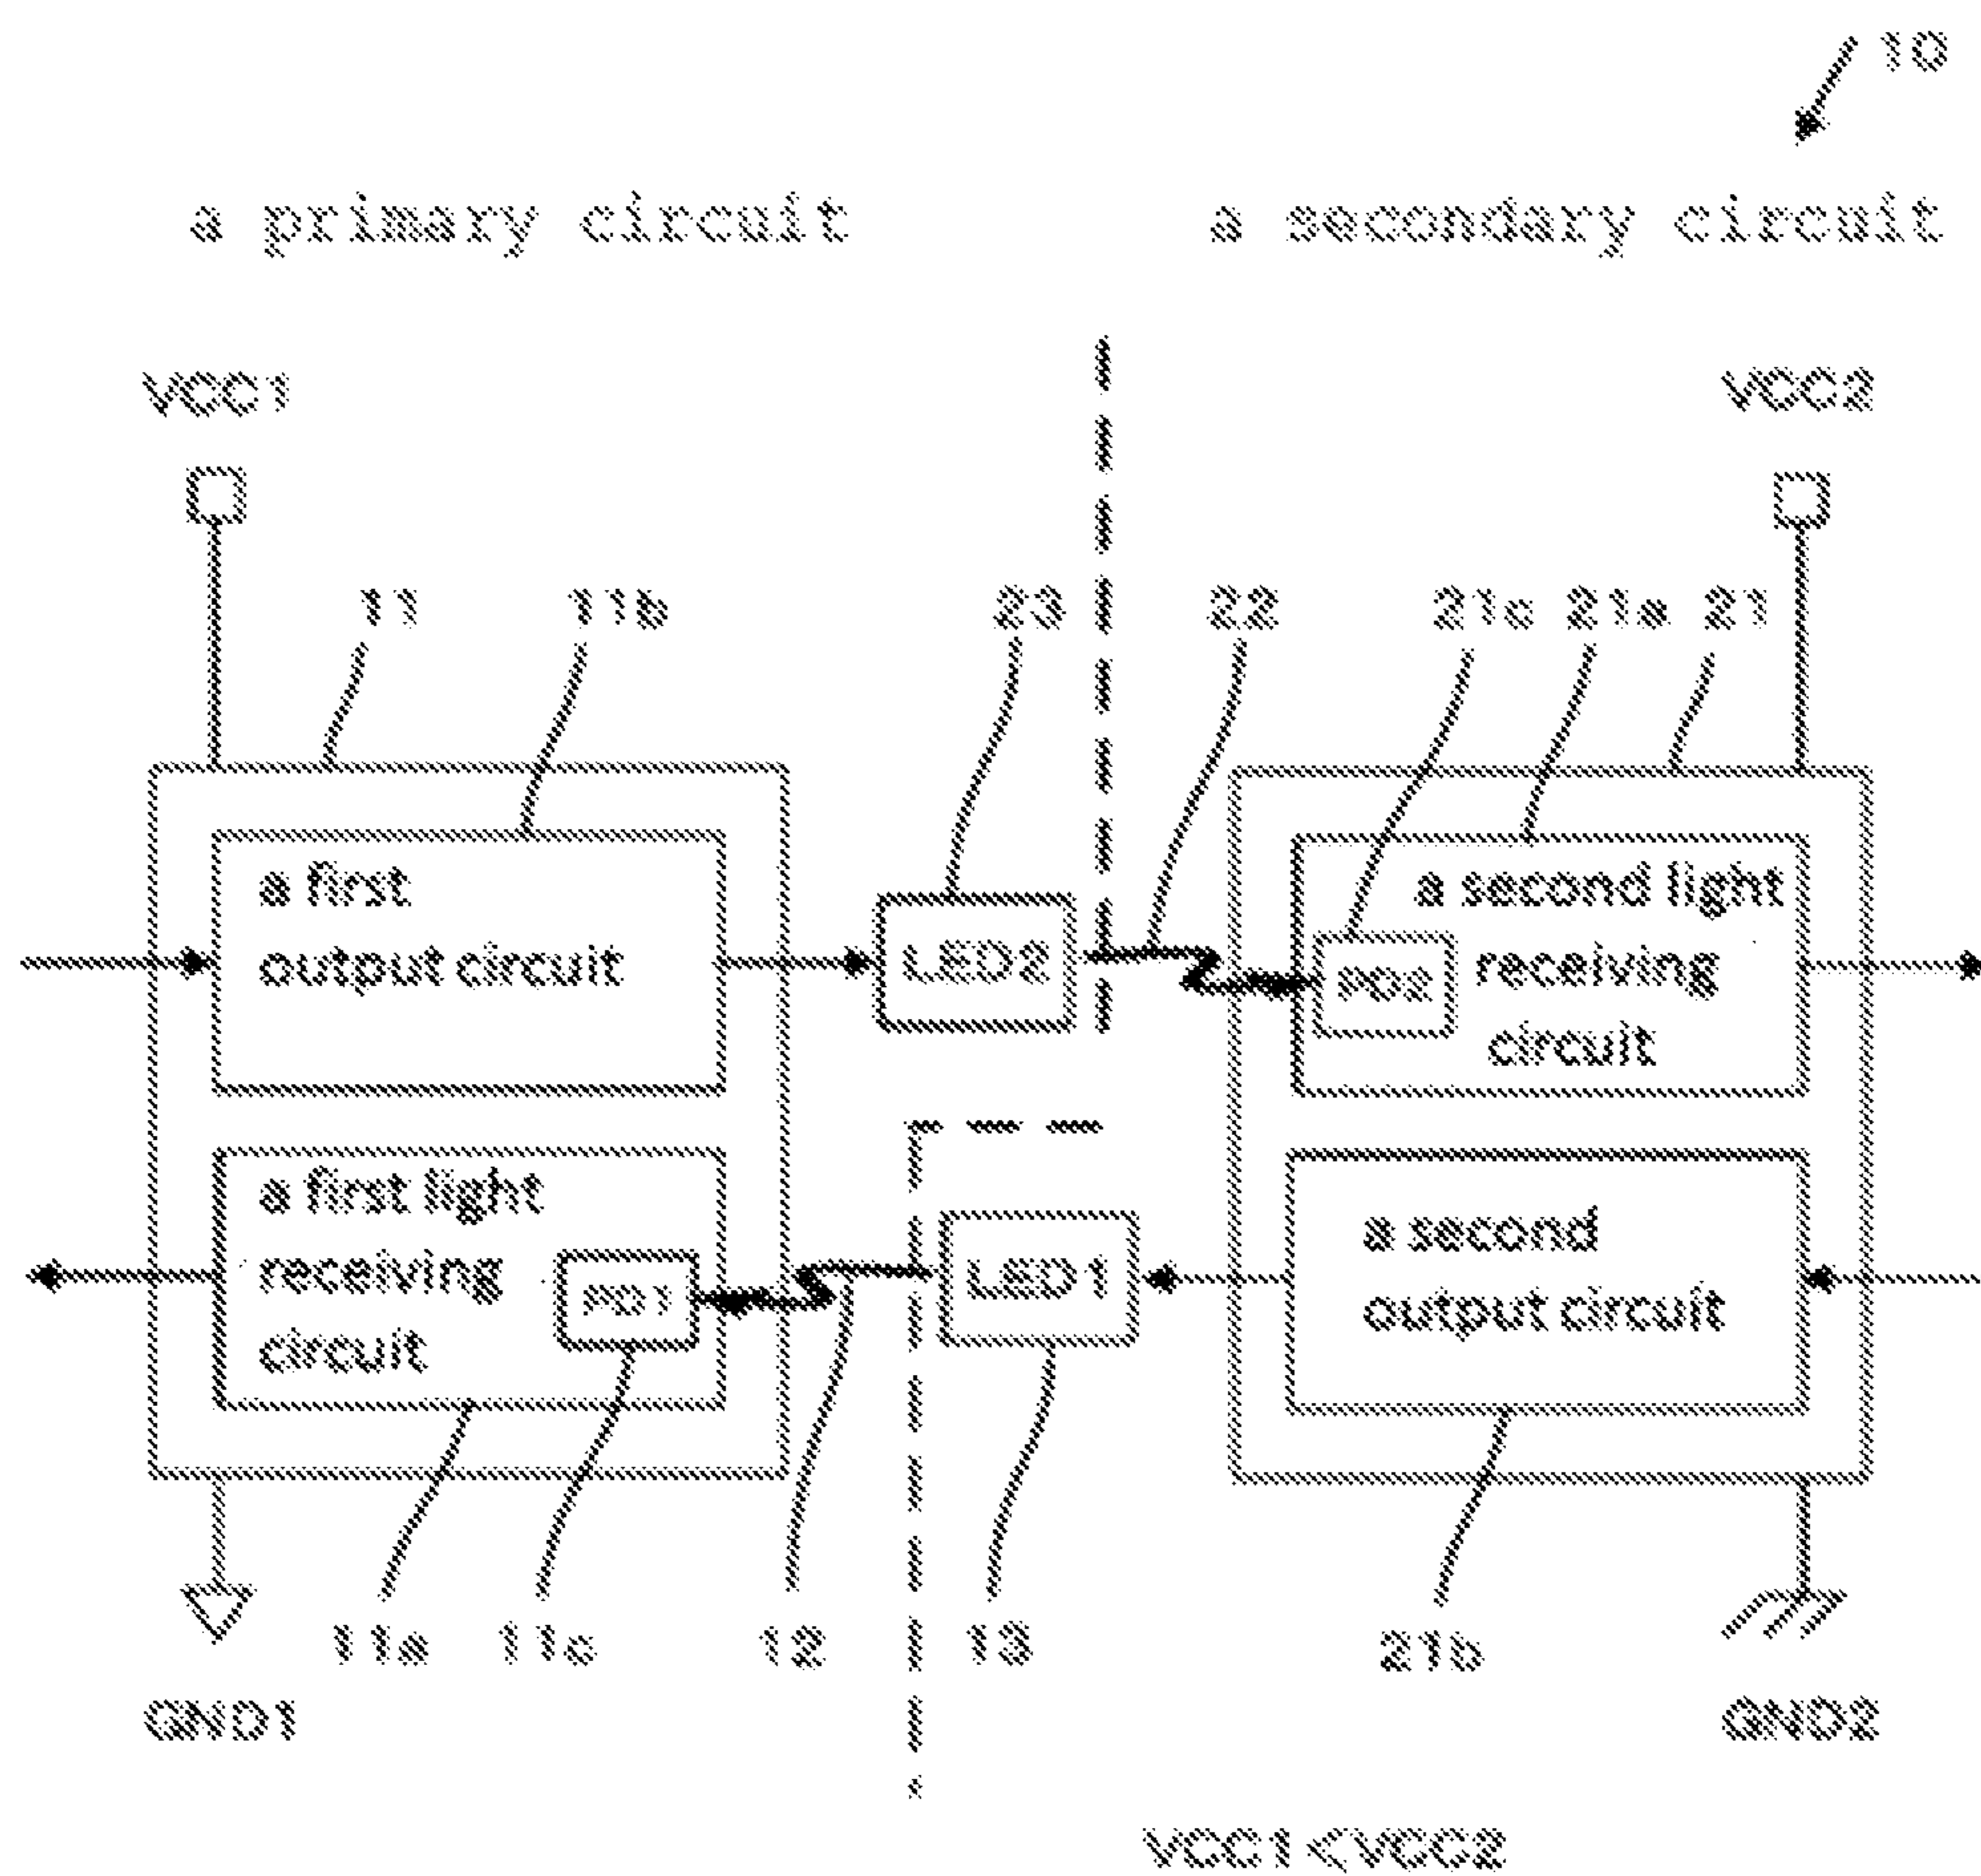 10
a primary circuit
a secondary circuit
VCC1
VCC2
11
11b
23
22
21c
21a
21
a first
output circuit
LED2
PD2
a second light
receiving
circuit
a first light
receiving
circuit
PD1
LED1
a second
output circuit
11a
11c
12
13
21b
GND1
GND2
VCC1<VCC2